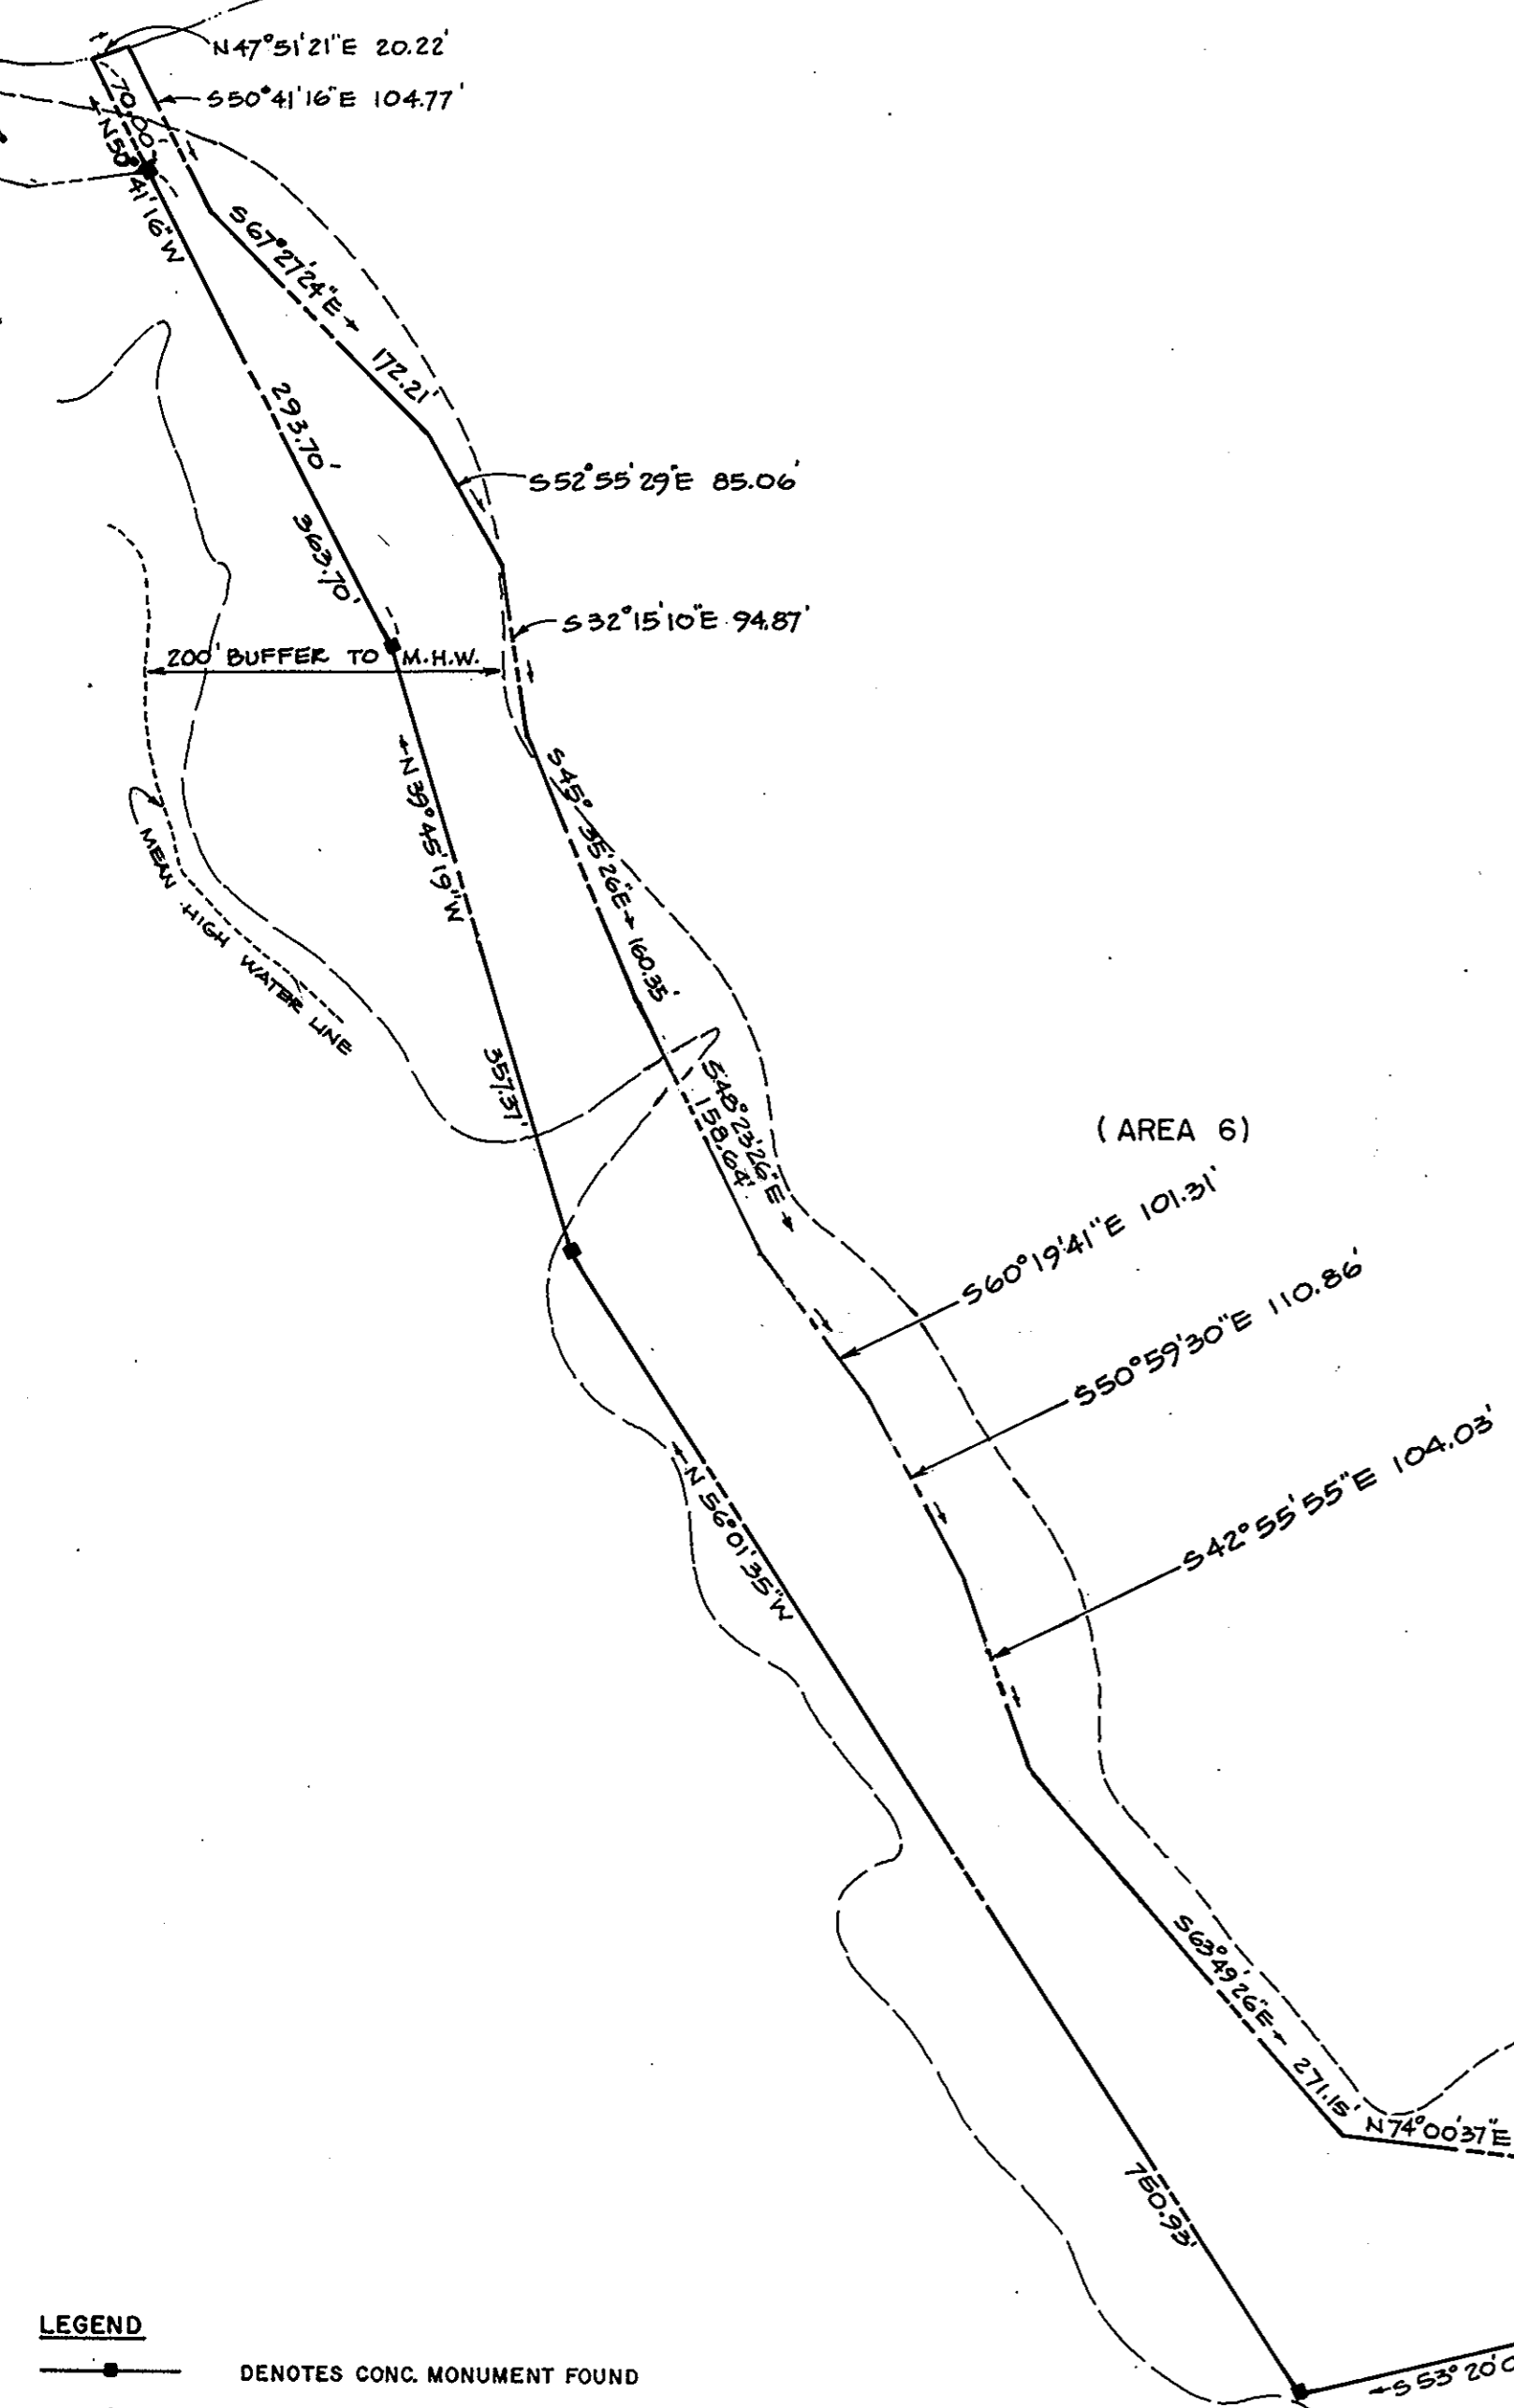 N47°51'21"E 20.22'
S50°41'16"E 104.77'
70.00'
N50°41'16"W
S67°27'24"E 172.21'
293.70'
363.70'
S52°55'29"E 85.06'
S32°15'10"E 94.87'
200' BUFFER TO M.H.W.
N39°45'19"W
357.37'
MEAN HIGH WATER LINE
S45°35'26"E 160.35'
S48°23'26"E
158.64'
(AREA 6)
S60°19'41"E 101.31'
S50°59'30"E 110.86'
S42°55'55"E 104.03'
N56°01'35"W
750.93'
S63°49'26"E 271.15'
N74°00'37"E
S53°20'0
LEGEND
DENOTES CONC. MONUMENT FOUND